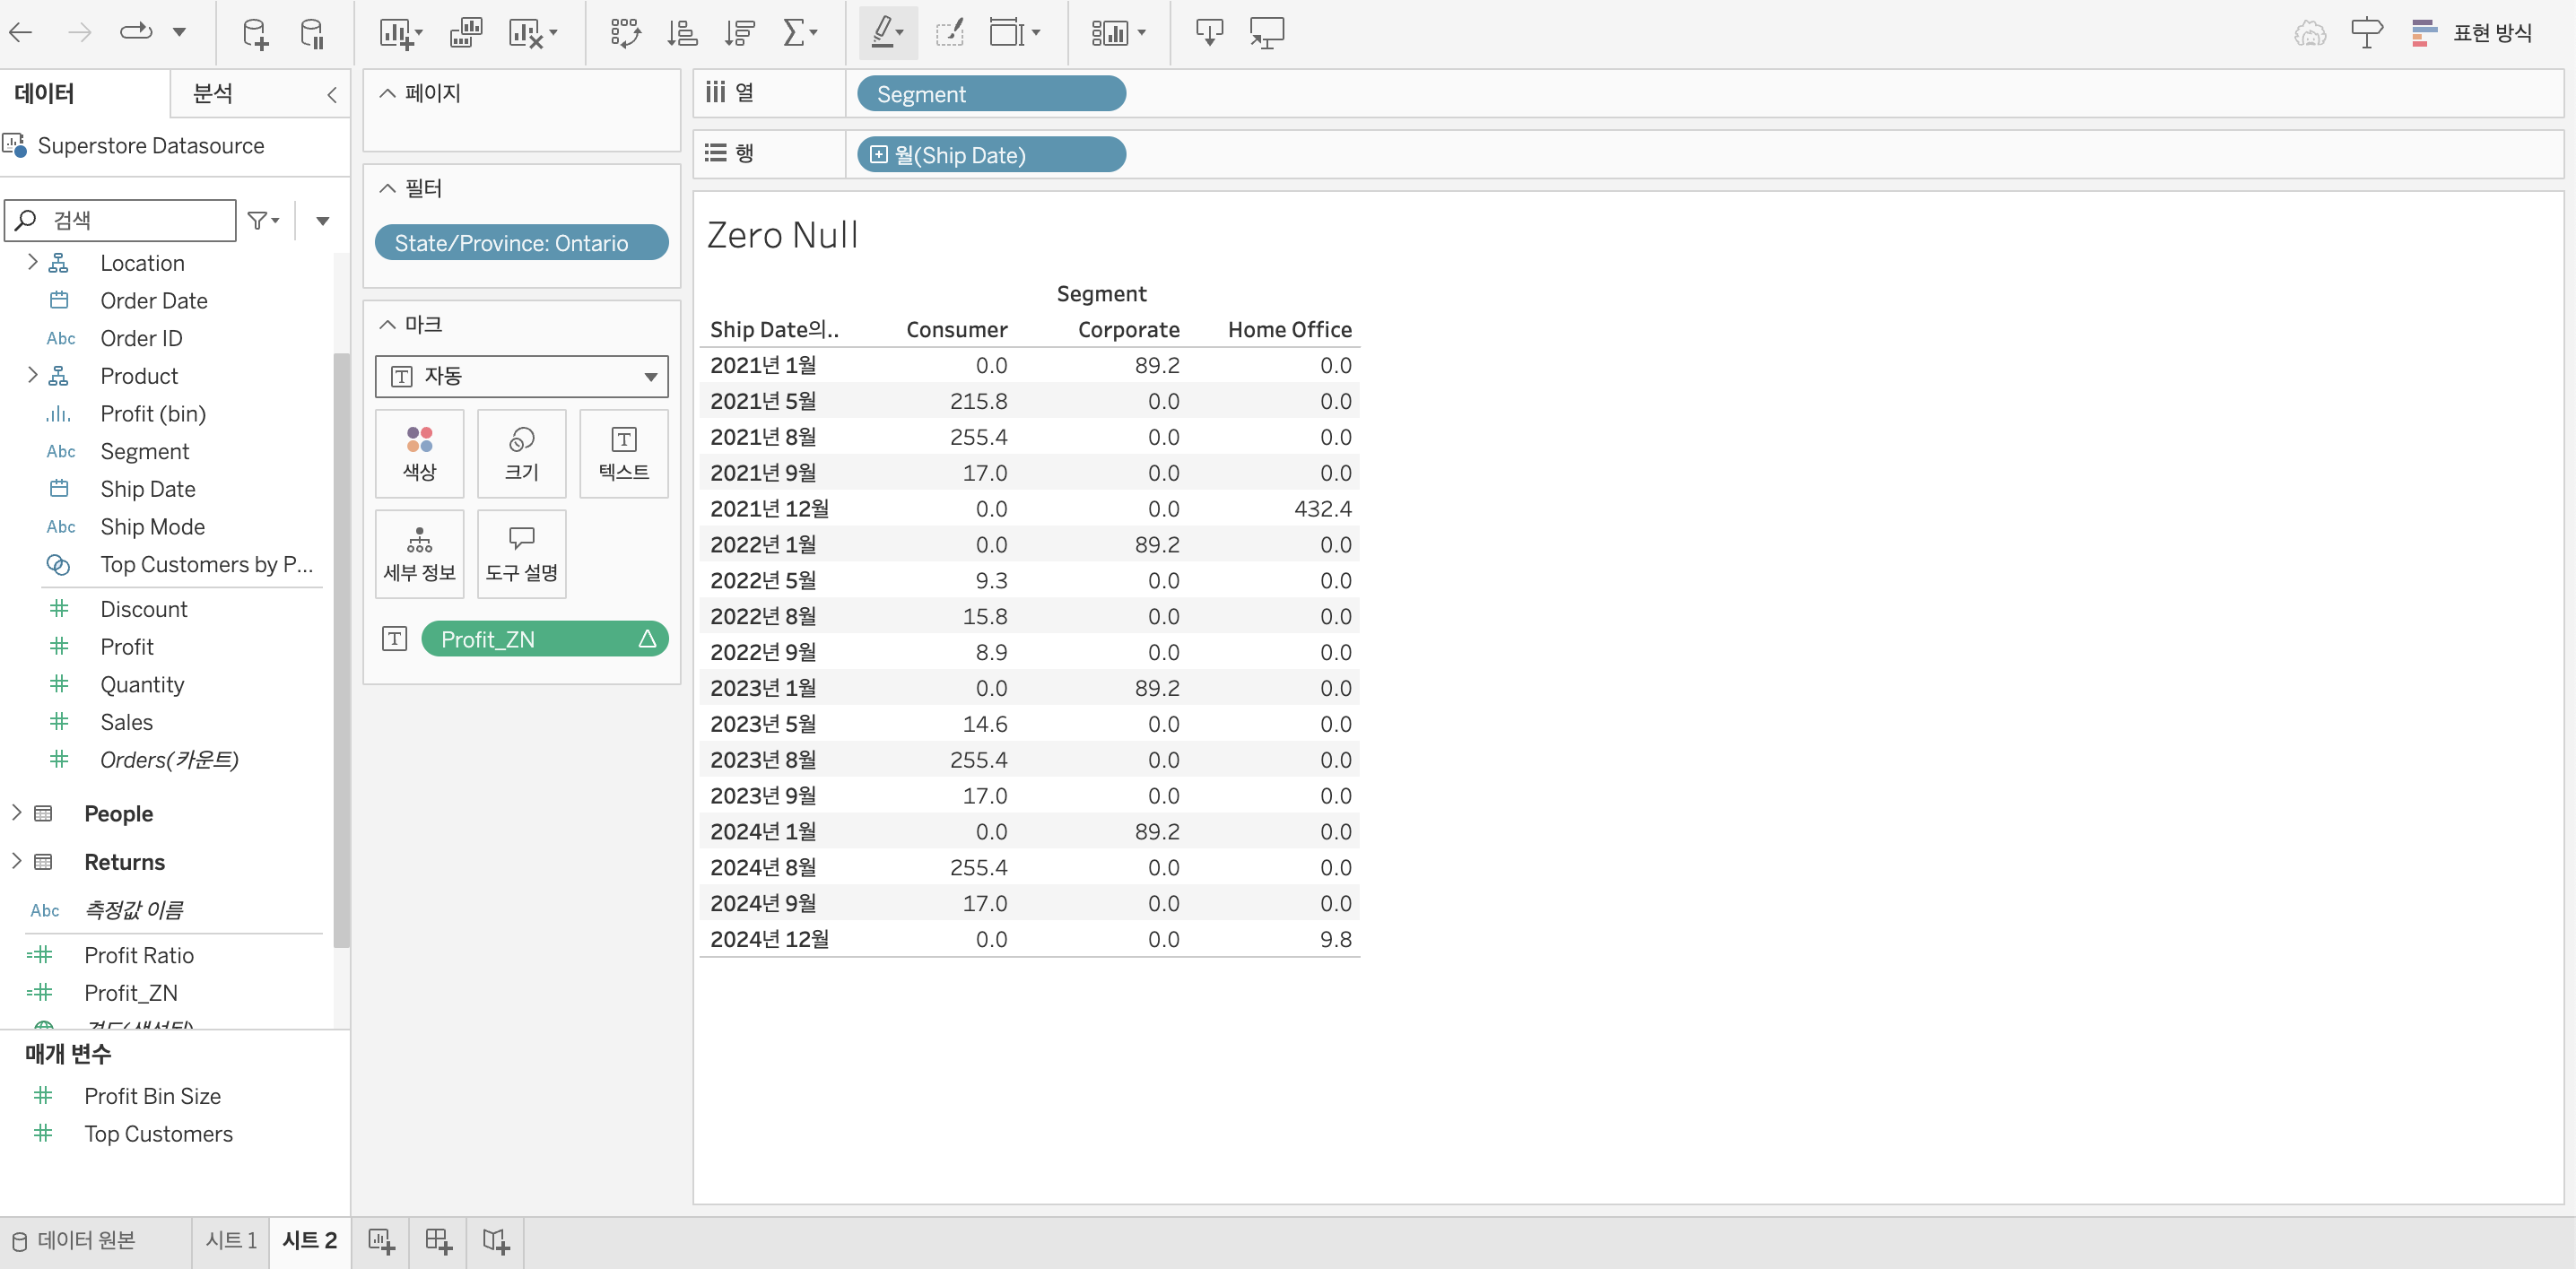 표현 방식
데이터
분석
Superstore Datasource
검색
Location
Order Date
Abc Order ID
Product
Profit (bin)
Abc Segment
Ship Date
Abc Ship Mode
Top Customers by P...
Discount
Profit
Quantity
Sales
Orders(카운트)
People
Returns
Abc 측정값 이름
Profit Ratio
Profit_ZN
매개 변수
Profit Bin Size
Top Customers
페이지
필터
State/Province: Ontario
마크
T 자동
색상
크기
T 텍스트
세부 정보
도구 설명
T Profit_ZN
열 Segment
행 월(Ship Date)
Zero Null
Segment
Ship Date의.. Consumer Corporate Home Office
2021년 1월 0.0 89.2 0.0
2021년 5월 215.8 0.0 0.0
2021년 8월 255.4 0.0 0.0
2021년 9월 17.0 0.0 0.0
2021년 12월 0.0 0.0 432.4
2022년 1월 0.0 89.2 0.0
2022년 5월 9.3 0.0 0.0
2022년 8월 15.8 0.0 0.0
2022년 9월 8.9 0.0 0.0
2023년 1월 0.0 89.2 0.0
2023년 5월 14.6 0.0 0.0
2023년 8월 255.4 0.0 0.0
2023년 9월 17.0 0.0 0.0
2024년 1월 0.0 89.2 0.0
2024년 8월 255.4 0.0 0.0
2024년 9월 17.0 0.0 0.0
2024년 12월 0.0 0.0 9.8
데이터 원본
시트 1
시트 2